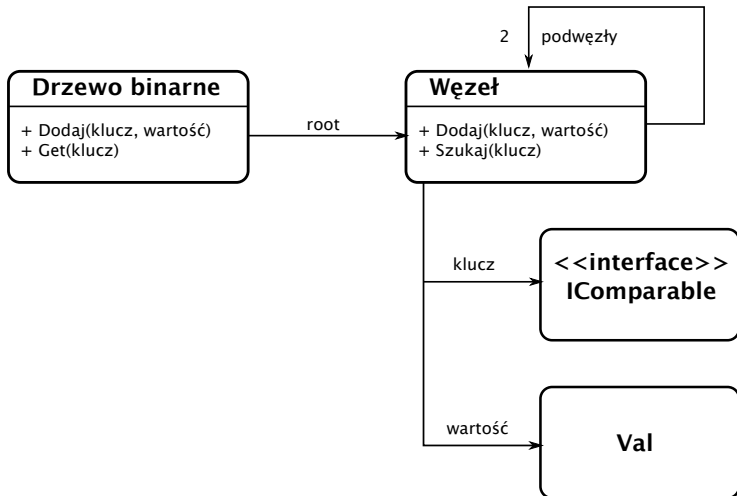 2 podwęzły
Drzewo binarne
+ Dodaj(klucz, wartość)
+ Get(klucz)
root
Węzeł
+ Dodaj(klucz, wartość)
+ Szukaj(klucz)
klucz
<<interface>>
IComparable
wartość
Val